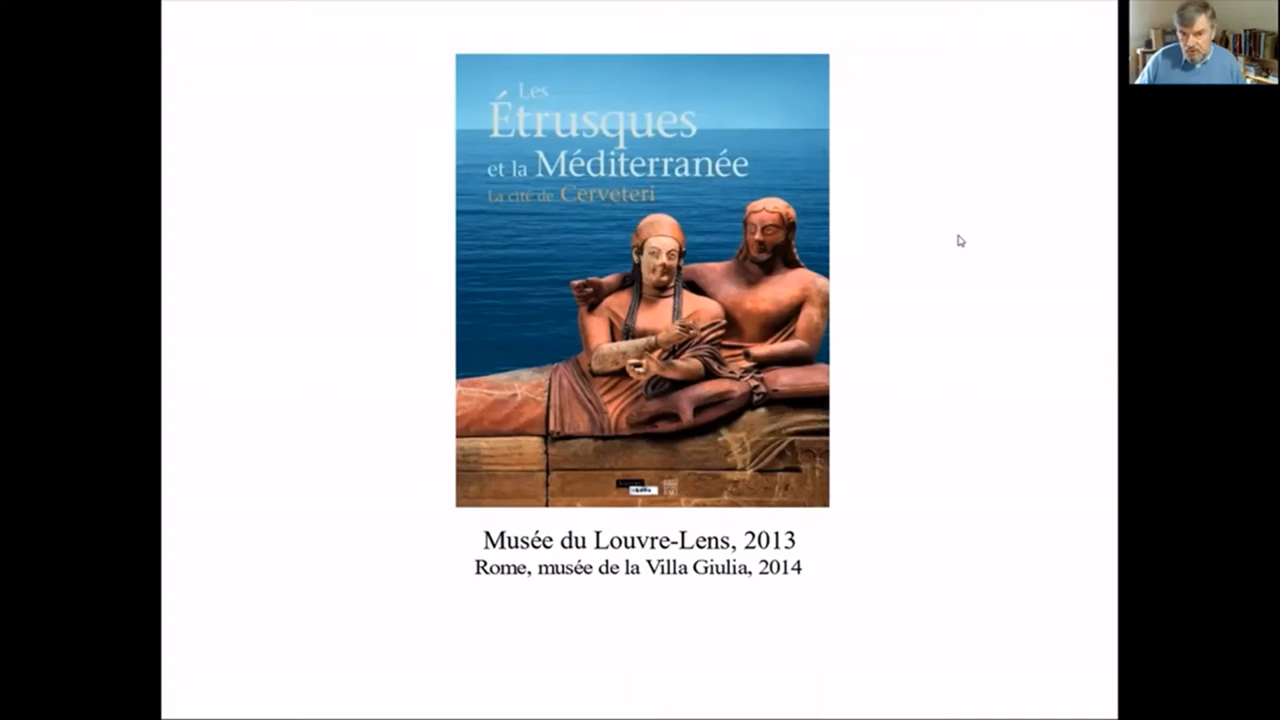 Les
Étrusques
et la Méditerranée
La cité de Cerveteri
Musée du Louvre-Lens, 2013
Rome, musée de la Villa Giulia, 2014